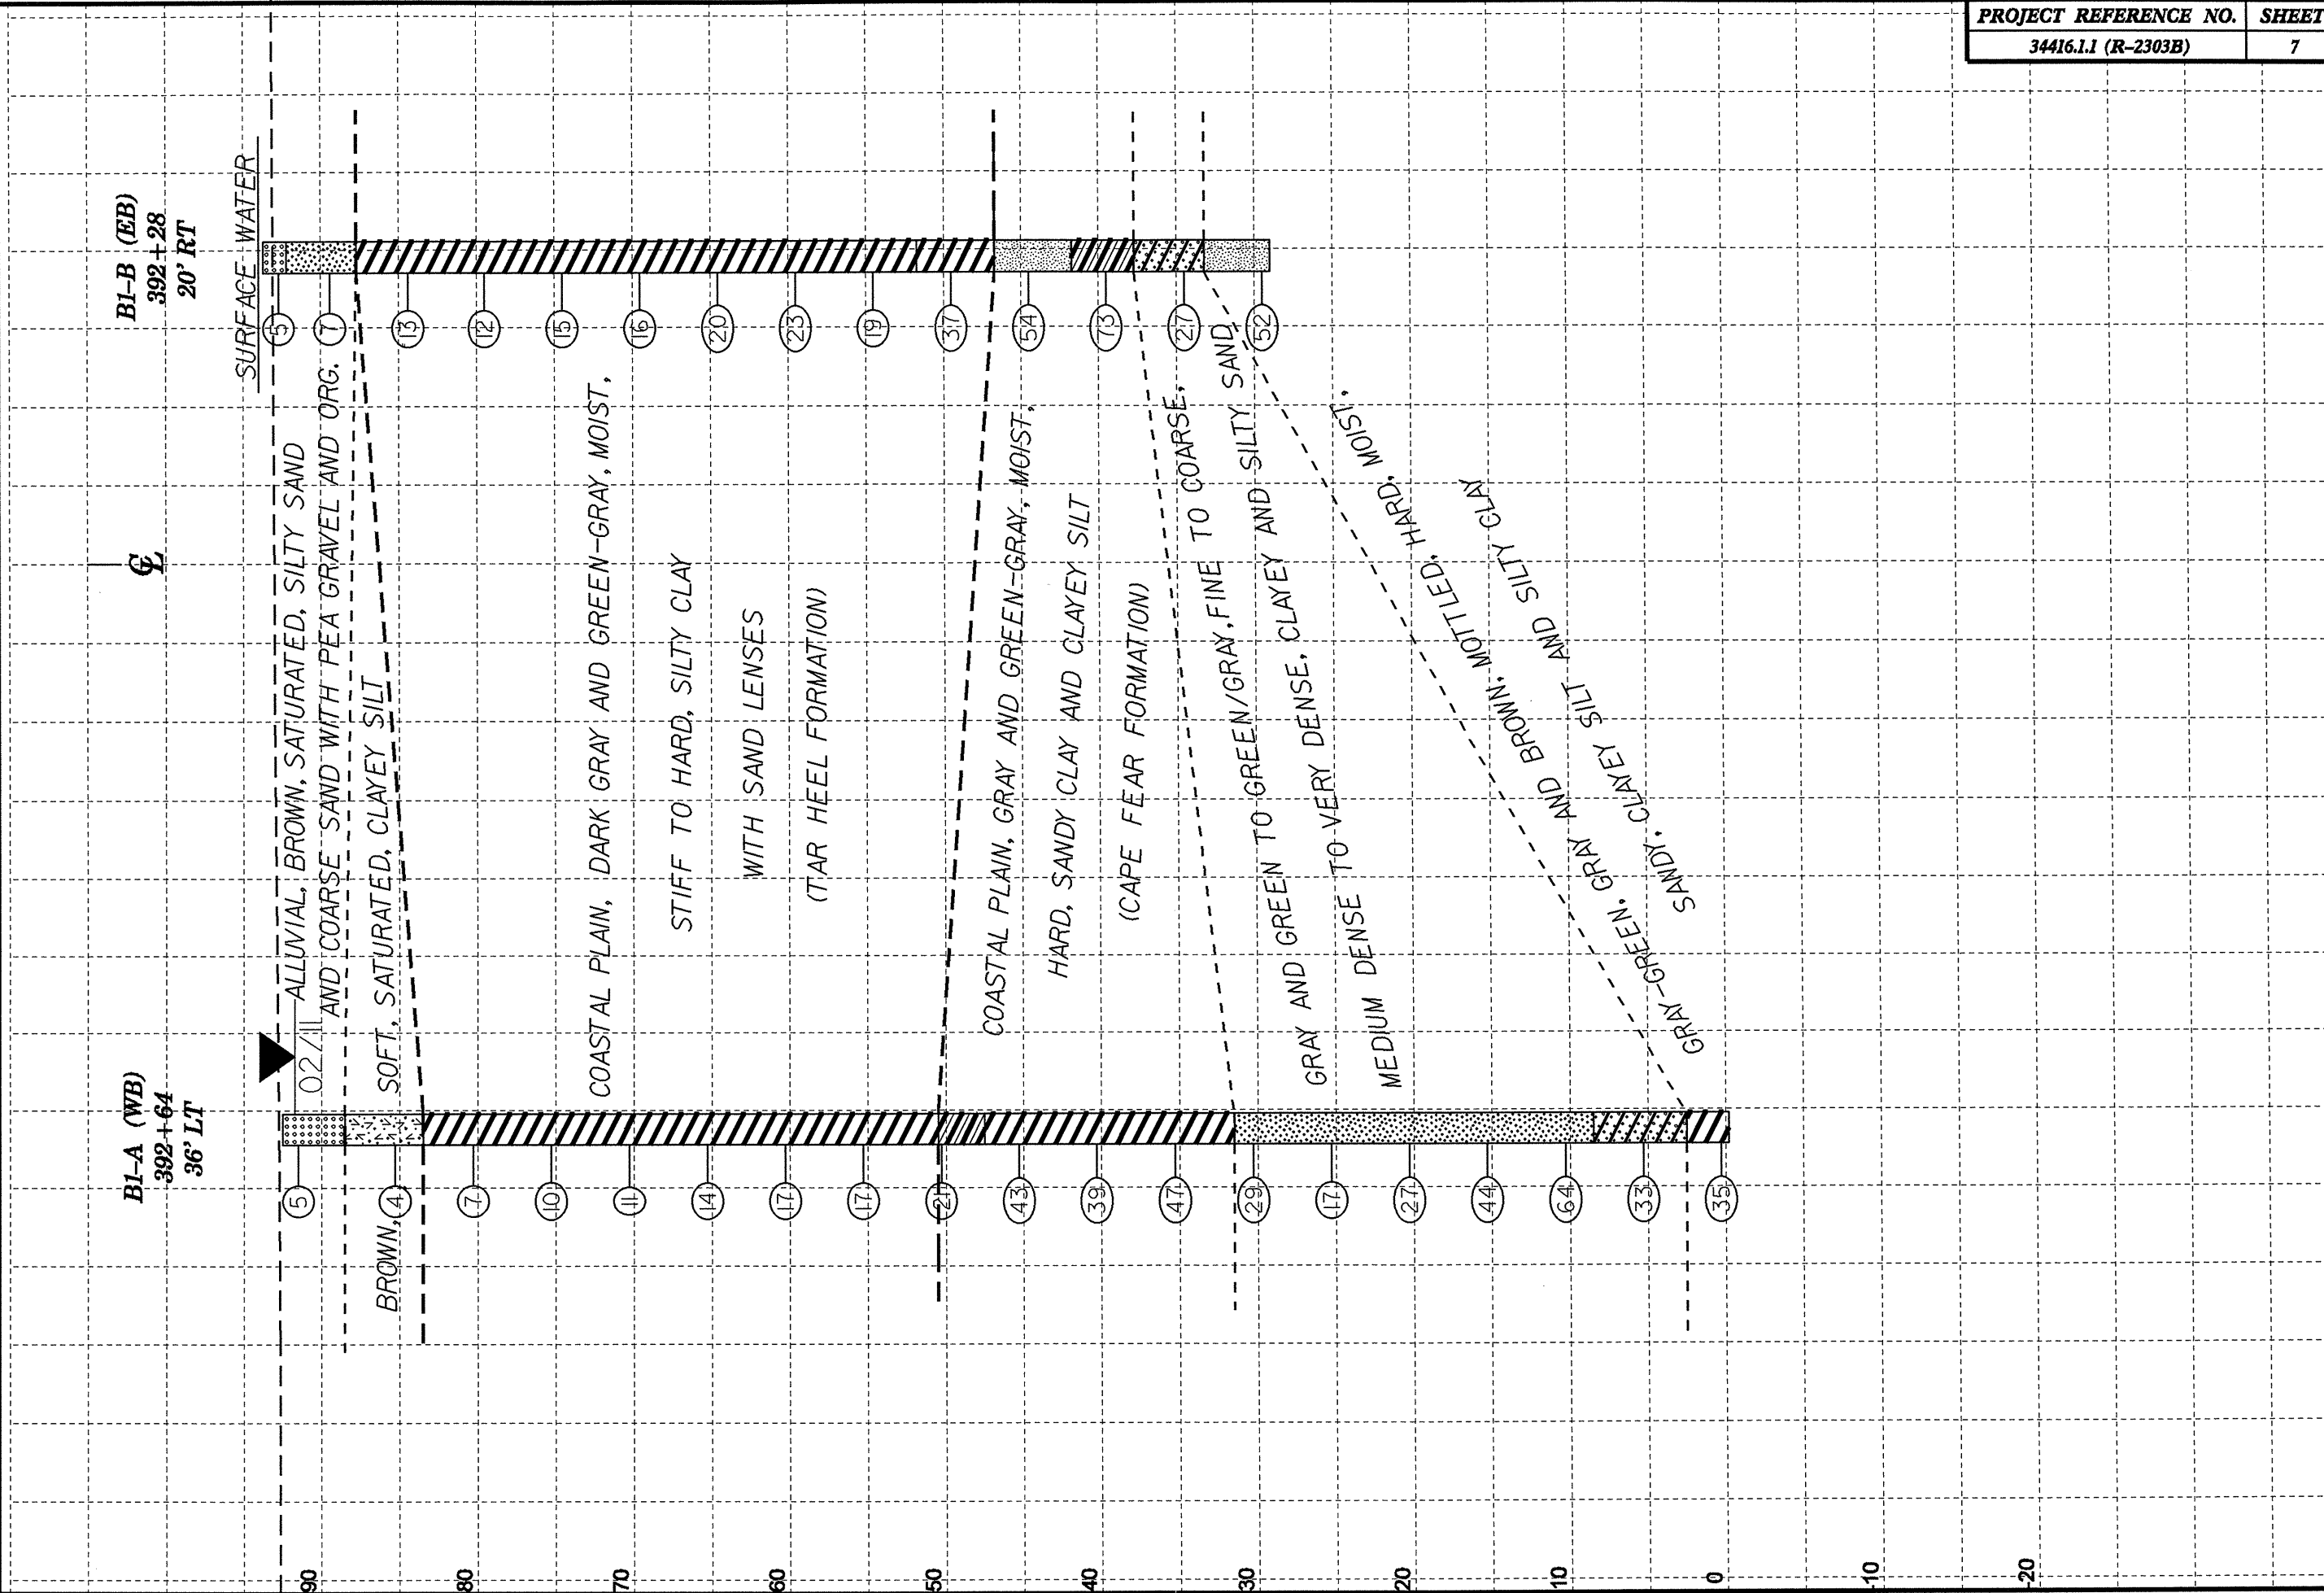 PROJECT REFERENCE NO. SHEET
34416.1.1 (R-2303B) 7
B1-A (WB)
392+64
36' LT
℄
B1-B (EB)
392+28
20' RT
SURFACE WATER
02/11
ALLUVIAL, BROWN, SATURATED, SILTY SAND
AND COARSE SAND WITH PEA GRAVEL AND ORG.
BROWN, SOFT, SATURATED, CLAYEY SILT
COASTAL PLAIN, DARK GRAY AND GREEN-GRAY, MOIST,
STIFF TO HARD, SILTY CLAY
WITH SAND LENSES
(TAR HEEL FORMATION)
COASTAL PLAIN, GRAY AND GREEN-GRAY, MOIST,
HARD, SANDY CLAY AND CLAYEY SILT
(CAPE FEAR FORMATION)
GRAY AND GREEN TO GREEN/GRAY, FINE TO COARSE,
MEDIUM DENSE TO VERY DENSE, CLAYEY AND SILTY SAND
GRAY-GREEN, GRAY AND BROWN, MOTTLED, HARD, MOIST,
SANDY, CLAYEY SILT AND SILTY CLAY
5
4
7
10
11
14
17
17
21
43
39
47
29
17
27
44
64
33
35
5
7
13
12
15
16
20
23
19
37
54
73
27
52
90
80
70
60
50
40
30
20
10
0
-10
-20